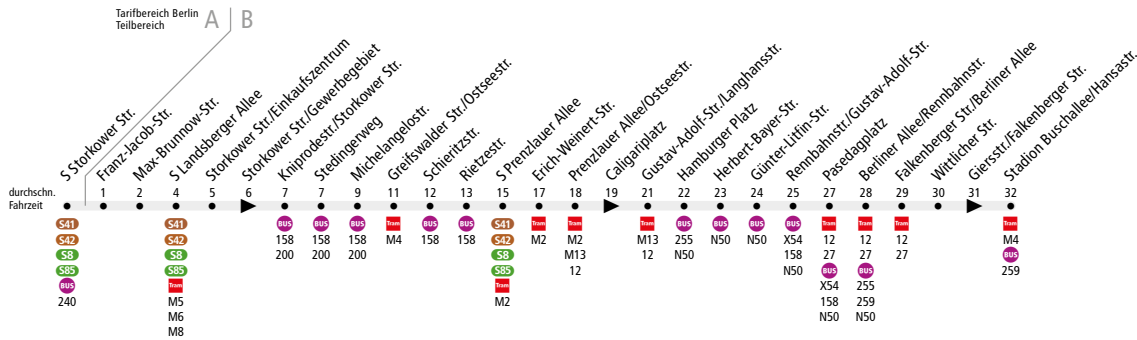 Tarifbereich Berlin
Teilbereich
A
B
S Storkower Str.
Franz-Jacob-Str.
Max-Brunnow-Str.
S Landsberger Allee
Storkower Str./Einkaufszentrum
Storkower Str./Gewerbegebiet
Kniprodestr./Storkower Str.
Stedingerweg
Michelangelostr.
Greifswalder Str./Ostseestr.
Schieritzstr.
Rietzestr.
S Prenzlauer Allee
Erich-Weinert-Str.
Prenzlauer Allee/Ostseestr.
Caligariplatz
Gustav-Adolf-Str./Langhansstr.
Hamburger Platz
Herbert-Bayer-Str.
Günter-Litfin-Str.
Rennbahnstr./Gustav-Adolf-Str.
Pasedagplatz
Berliner Allee/Rennbahnstr.
Falkenberger Str./Berliner Allee
Wittlicher Str.
Giersstr./Falkenberger Str.
Stadion Buschallee/Hansastr.
durchschn.
Fahrzeit
1 2 4 5 6 7 7 9 11 12 13 15 17 18 19 21 22 23 24 25 27 28 29 30 31 32
S41
S42
S8
S85
BUS
240
S41
S42
S8
S85
Tram
M5
M6
M8
BUS
158
200
BUS
158
200
BUS
158
200
Tram
M4
BUS
158
BUS
158
S41
S42
S8
S85
Tram
M2
Tram
M2
Tram
M2
M13
12
Tram
M13
12
BUS
255
N50
BUS
N50
BUS
N50
BUS
X54
158
N50
Tram
12
27
BUS
X54
158
N50
Tram
12
27
BUS
255
259
N50
Tram
12
27
Tram
M4
BUS
259